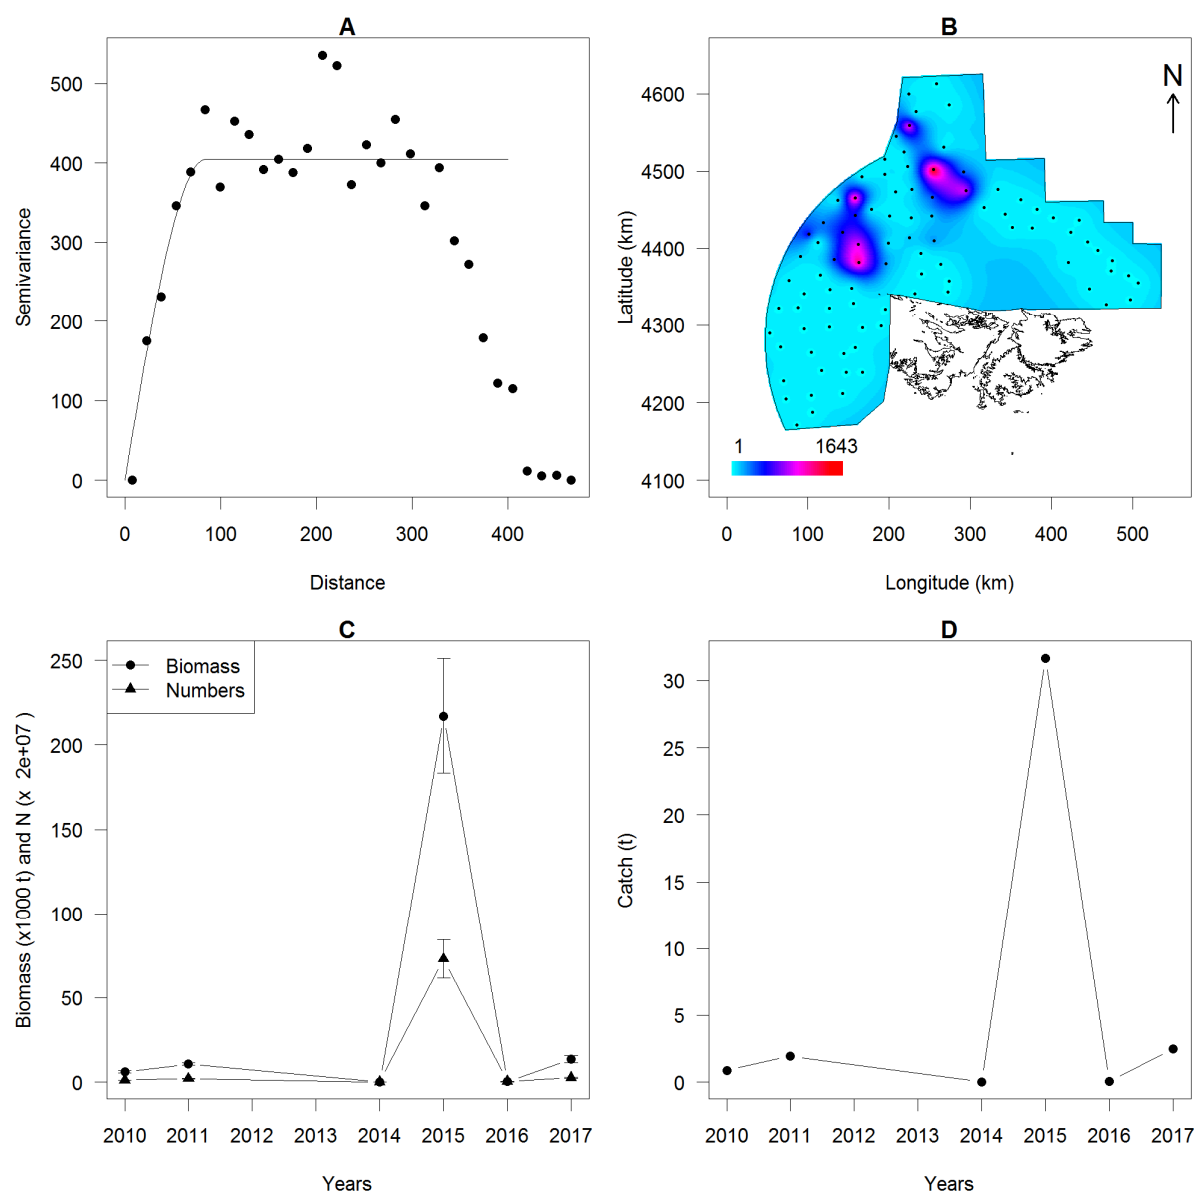 A
Semivariance
500
400
300
200
100
0
0 100 200 300 400
Distance
B
N
Latitude (km)
4600
4500
4400
4300
4200
4100
1 1643
0 100 200 300 400 500
Longitude (km)
C
Biomass
Numbers
Biomass (x1000 t) and N (x 2e+07 )
250
200
150
100
50
0
2010 2011 2012 2013 2014 2015 2016 2017
Years
D
Catch (t)
30
25
20
15
10
5
0
2010 2011 2012 2013 2014 2015 2016 2017
Years